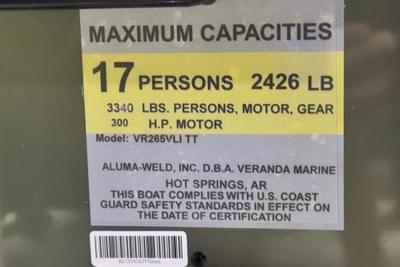 MAXIMUM CAPACITIES
17 PERSONS 2426 LB
3340 LBS. PERSONS, MOTOR, GEAR
300 H.P. MOTOR
Model: VR265VLI TT
ALUMA-WELD, INC. D.B.A. VERANDA MARINE
HOT SPRINGS, AR
THIS BOAT COMPLIES WITH U.S. COAST
GUARD SAFETY STANDARDS IN EFFECT ON
THE DATE OF CERTIFICATION